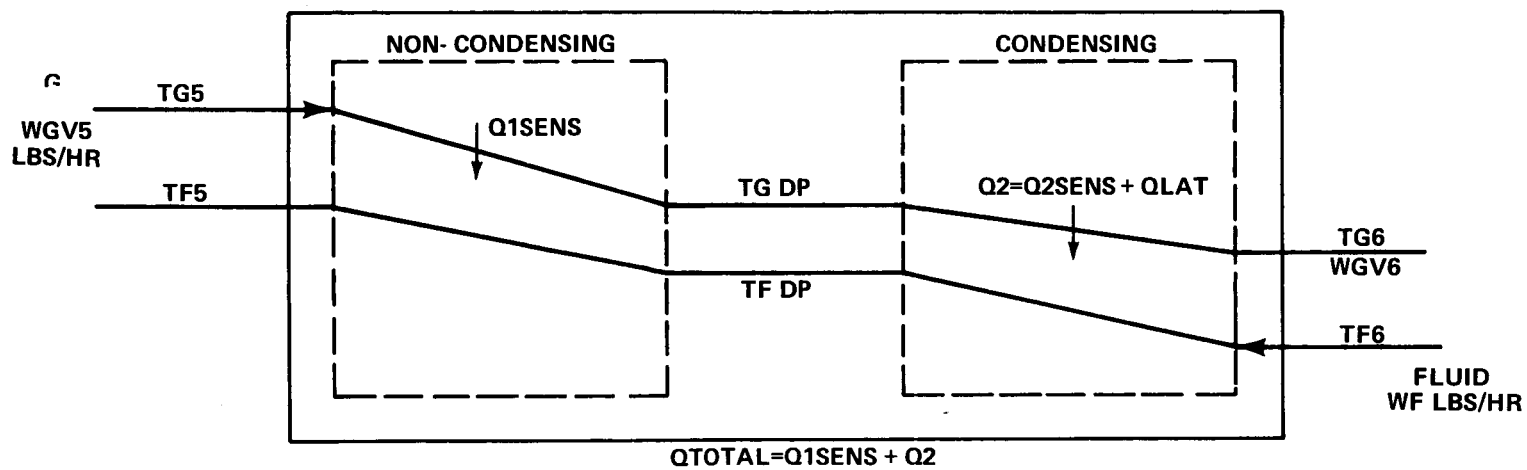 NON- CONDENSING
CONDENSING
TG5
WGV5
LBS/HR
Q1SENS
TF5
TG DP
Q2=Q2SENS + QLAT
TG6
WGV6
TF DP
TF6
FLUID
WF LBS/HR
QTOTAL=Q1SENS + Q2